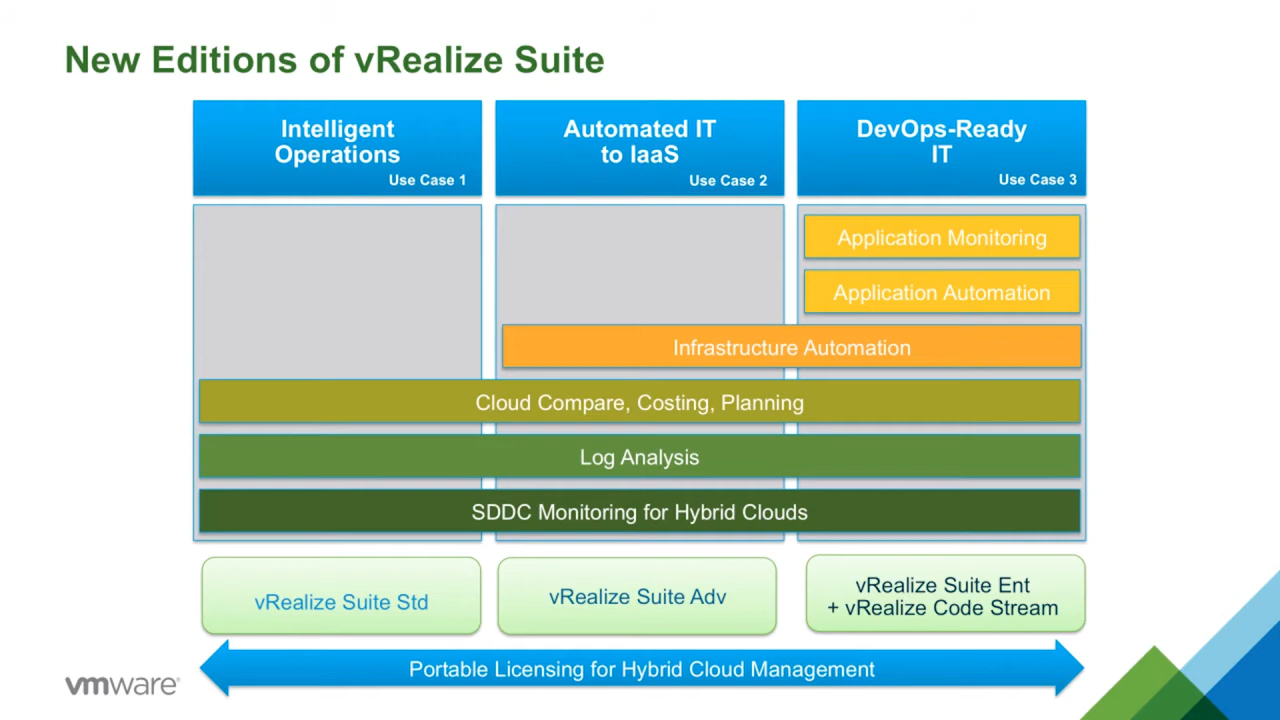 New Editions of vRealize Suite
Intelligent
Operations
Use Case 1
Automated IT
to IaaS
Use Case 2
DevOps-Ready
IT
Use Case 3
Application Monitoring
Application Automation
Infrastructure Automation
Cloud Compare, Costing, Planning
Log Analysis
SDDC Monitoring for Hybrid Clouds
vRealize Suite Std
vRealize Suite Adv
vRealize Suite Ent
+ vRealize Code Stream
Portable Licensing for Hybrid Cloud Management
vmware®